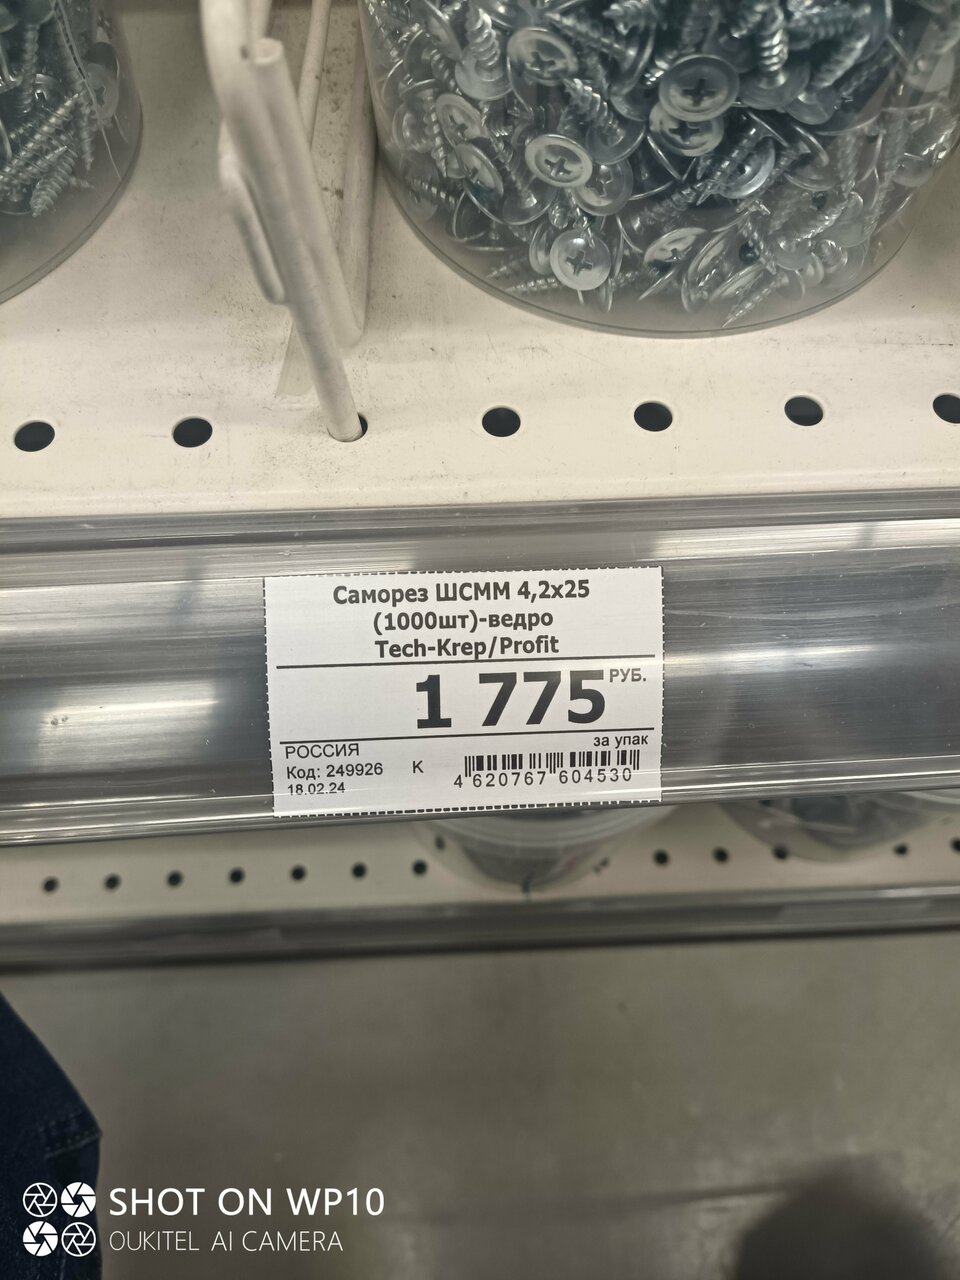 Саморез ШСММ 4,2х25
(1000шт)-ведро
Tech-Krep/Profit
1 775 РУБ.
за упак
РОССИЯ
Код: 249926 К
18.02.24
4 620767 604530
SHOT ON WP10
OUKITEL AI CAMERA